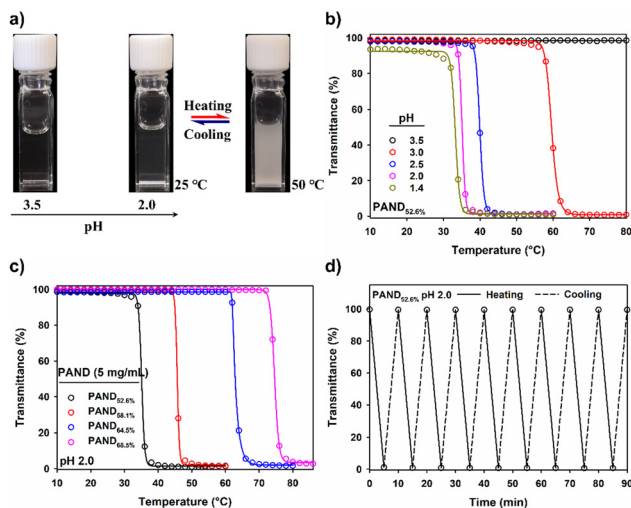 a)
Heating
Cooling
25 °C
50 °C
3.5
2.0
pH
b)
Transmittance (%)
100
80
60
40
20
0
pH
3.5
3.0
2.5
2.0
1.4
PAND52.6%
10 20 30 40 50 60 70 80
Temperature (°C)
c)
Transmittance (%)
100
80
60
40
20
0
PAND (5 mg/mL)
PAND52.6%
PAND58.1%
PAND64.5%
PAND68.5%
pH 2.0
10 20 30 40 50 60 70 80
Temperature (°C)
d)
PAND52.6% pH 2.0 Heating Cooling
Transmittance (%)
100
80
60
40
20
0
0 10 20 30 40 50 60 70 80 90
Time (min)